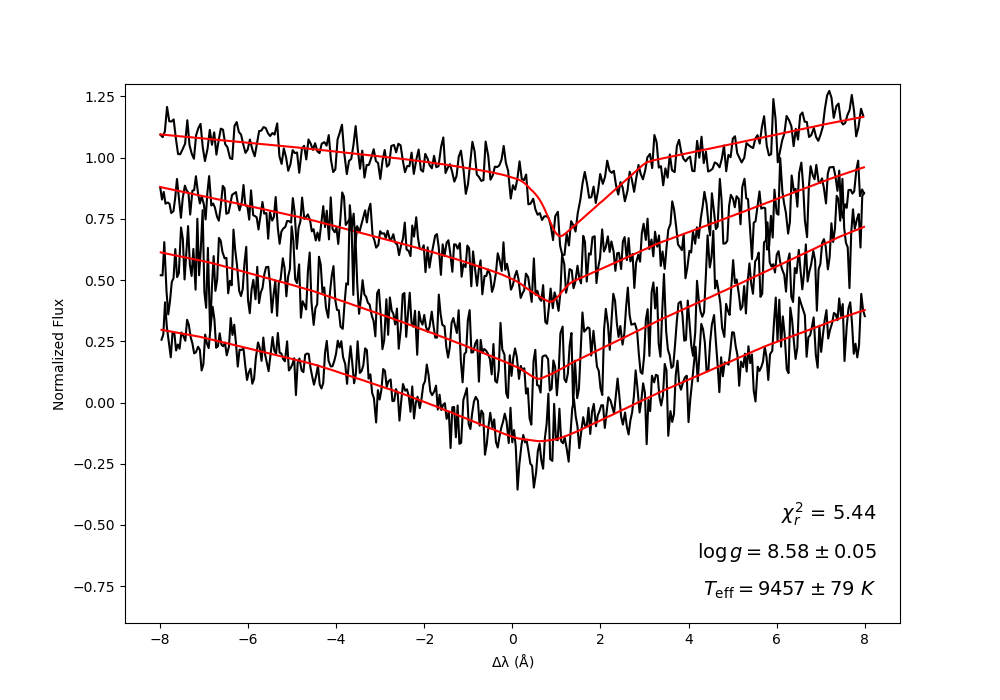 1.25
1.00
0.75
0.50
0.25
0.00
−0.25
−0.50
−0.75
Normalized Flux
χ²ᵣ = 5.44
log g = 8.58 ± 0.05
T_eff = 9457 ± 79 K
−8 −6 −4 −2 0 2 4 6 8
Δλ (Å)